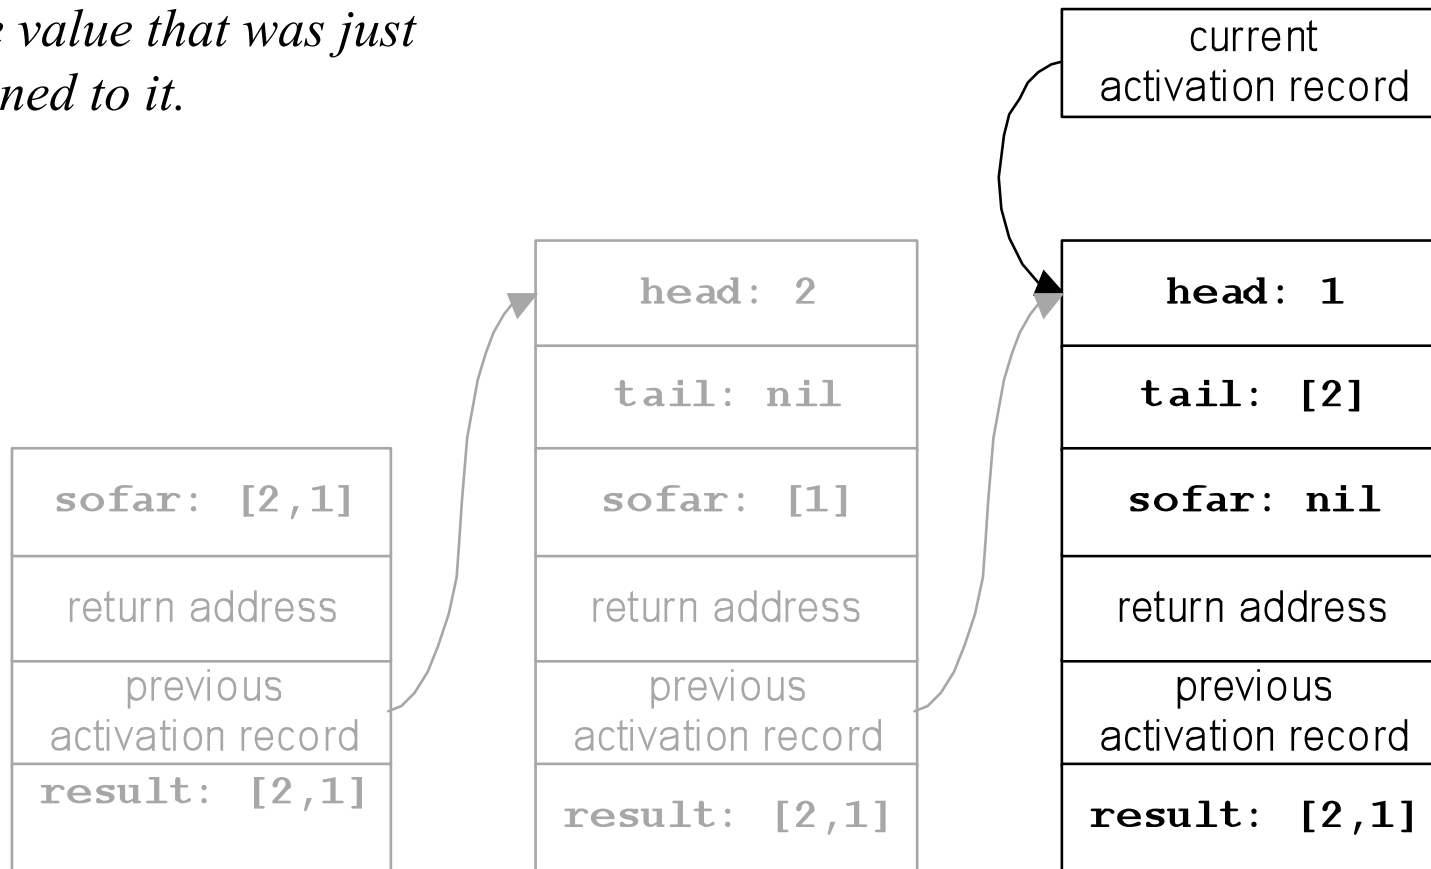 value that was just
to it.
current
activation record
head: 2
tail: nil
sofar: [1]
return address
previous
activation record
result: [2,1]
head: 1
tail: [2]
sofar: nil
return address
previous
activation record
result: [2,1]
sofar: [2,1]
return address
previous
activation record
result: [2,1]